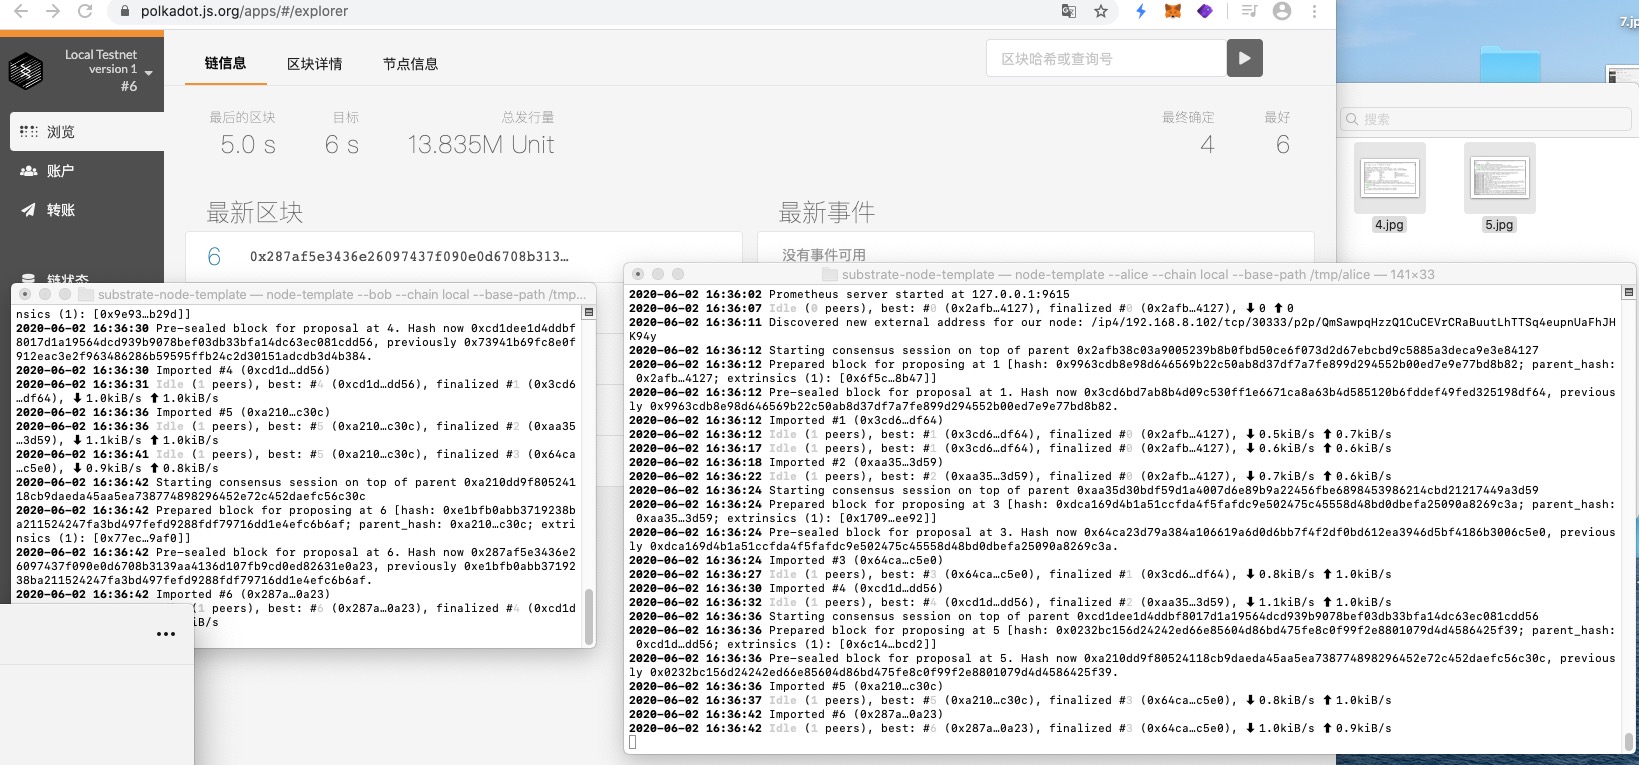 polkadot.js.org/apps/#/explorer
7.jp
Local Testnet
version 1
#6
链信息
区块详情
节点信息
区块哈希或查询号
浏览
账户
转账
链状态
最后的区块
5.0 s
目标
6 s
总发行量
13.835M Unit
最终确定
4
最好
6
搜索
4.jpg
5.jpg
最新区块
6
0x287af5e3436e26097437f090e0d6708b313…
最新事件
没有事件可用
substrate-node-template — node-template --bob --chain local --base-path /tmp...
nsics (1): [0x9e93…b29d]]
2020-06-02 16:36:30 Pre-sealed block for proposal at 4. Hash now 0xcd1dee1d4ddbf
8017d1a19564dcd939b9078bef03db33bfa14dc63ec081cdd56, previously 0x73941b69fc8e0f
912eac3e2f963486286b59595ffb24c2d30151adcdb3d4b384.
2020-06-02 16:36:30 Imported #4 (0xcd1d…dd56)
2020-06-02 16:36:31 Idle (1 peers), best: #4 (0xcd1d…dd56), finalized #1 (0x3cd6
…df64), ⬇ 1.0kiB/s ⬆ 1.0kiB/s
2020-06-02 16:36:36 Imported #5 (0xa210…c30c)
2020-06-02 16:36:36 Idle (1 peers), best: #5 (0xa210…c30c), finalized #2 (0xaa35
…3d59), ⬇ 1.1kiB/s ⬆ 1.0kiB/s
2020-06-02 16:36:41 Idle (1 peers), best: #5 (0xa210…c30c), finalized #3 (0x64ca
…c5e0), ⬇ 0.9kiB/s ⬆ 0.8kiB/s
2020-06-02 16:36:42 Starting consensus session on top of parent 0xa210dd9f805241
18cb9daeda45aa5ea738774898296452e72c452daefc56c30c
2020-06-02 16:36:42 Prepared block for proposing at 6 [hash: 0xe1bfb0abb3719238b
a211524247fa3bd497fefd9288fdf79716dd1e4efc6b6af; parent_hash: 0xa210…c30c; extri
nsics (1): [0x77ec…9af0]]
2020-06-02 16:36:42 Pre-sealed block for proposal at 6. Hash now 0x287af5e3436e2
6097437f090e0d6708b3139aa4136d107fb9cd0ed82631e0a23, previously 0xe1bfb0abb37192
38ba211524247fa3bd497fefd9288fdf79716dd1e4efc6b6af.
2020-06-02 16:36:42 Imported #6 (0x287a…0a23)
(1 peers), best: #6 (0x287a…0a23), finalized #4 (0xcd1d
kiB/s
substrate-node-template — node-template --alice --chain local --base-path /tmp/alice — 141×33
2020-06-02 16:36:02 Prometheus server started at 127.0.0.1:9615
2020-06-02 16:36:07 Idle (0 peers), best: #0 (0x2afb…4127), finalized #0 (0x2afb…4127), ⬇ 0 ⬆ 0
2020-06-02 16:36:11 Discovered new external address for our node: /ip4/192.168.8.102/tcp/30333/p2p/QmSawpqHzzQ1CuCEVrCRaBuutLhTTSq4eupnUaFhJH
K94y
2020-06-02 16:36:12 Starting consensus session on top of parent 0x2afb38c03a9005239b8b0fbd50ce6f073d2d67ebcbd9c5885a3deca9e3e84127
2020-06-02 16:36:12 Prepared block for proposing at 1 [hash: 0x9963cdb8e98d646569b22c50ab8d37df7a7fe899d294552b00ed7e9e77bd8b82; parent_hash:
0x2afb…4127; extrinsics (1): [0x6f5c…8b47]]
2020-06-02 16:36:12 Pre-sealed block for proposal at 1. Hash now 0x3cd6bd7ab8b4d09c530ff1e6671ca8a63b4d585120b6fddef49fed325198df64, previous
ly 0x9963cdb8e98d646569b22c50ab8d37df7a7fe899d294552b00ed7e9e77bd8b82.
2020-06-02 16:36:12 Imported #1 (0x3cd6…df64)
2020-06-02 16:36:12 Idle (1 peers), best: #1 (0x3cd6…df64), finalized #0 (0x2afb…4127), ⬇ 0.5kiB/s ⬆ 0.7kiB/s
2020-06-02 16:36:17 Idle (1 peers), best: #1 (0x3cd6…df64), finalized #0 (0x2afb…4127), ⬇ 0.6kiB/s ⬆ 0.6kiB/s
2020-06-02 16:36:18 Imported #2 (0xaa35…3d59)
2020-06-02 16:36:22 Idle (1 peers), best: #2 (0xaa35…3d59), finalized #0 (0x2afb…4127), ⬇ 0.7kiB/s ⬆ 0.6kiB/s
2020-06-02 16:36:24 Starting consensus session on top of parent 0xaa35d30bdf59d1a4007d6e89b9a22456fbe6898453986214cbd21217449a3d59
2020-06-02 16:36:24 Prepared block for proposing at 3 [hash: 0xdca169d4b1a51ccfda4f5fafdc9e502475c45558d48bd0dbefa25090a8269c3a; parent_hash:
0xaa35…3d59; extrinsics (1): [0x1709…ee92]]
2020-06-02 16:36:24 Pre-sealed block for proposal at 3. Hash now 0x64ca23d79a384a106619a6d0d6bb7f4f2df0bd612ea3946d5bf4186b3006c5e0, previous
ly 0xdca169d4b1a51ccfda4f5fafdc9e502475c45558d48bd0dbefa25090a8269c3a.
2020-06-02 16:36:24 Imported #3 (0x64ca…c5e0)
2020-06-02 16:36:27 Idle (1 peers), best: #3 (0x64ca…c5e0), finalized #1 (0x3cd6…df64), ⬇ 0.8kiB/s ⬆ 1.0kiB/s
2020-06-02 16:36:30 Imported #4 (0xcd1d…dd56)
2020-06-02 16:36:32 Idle (1 peers), best: #4 (0xcd1d…dd56), finalized #2 (0xaa35…3d59), ⬇ 1.1kiB/s ⬆ 1.0kiB/s
2020-06-02 16:36:36 Starting consensus session on top of parent 0xcd1dee1d4ddbf8017d1a19564dcd939b9078bef03db33bfa14dc63ec081cdd56
2020-06-02 16:36:36 Prepared block for proposing at 5 [hash: 0x0232bc156d24242ed66e85604d86bd475fe8c0f99f2e8801079d4d4586425f39; parent_hash:
0xcd1d…dd56; extrinsics (1): [0x6c14…bcd2]]
2020-06-02 16:36:36 Pre-sealed block for proposal at 5. Hash now 0xa210dd9f80524118cb9daeda45aa5ea738774898296452e72c452daefc56c30c, previous
ly 0x0232bc156d24242ed66e85604d86bd475fe8c0f99f2e8801079d4d4586425f39.
2020-06-02 16:36:36 Imported #5 (0xa210…c30c)
2020-06-02 16:36:37 Idle (1 peers), best: #5 (0xa210…c30c), finalized #3 (0x64ca…c5e0), ⬇ 0.8kiB/s ⬆ 1.0kiB/s
2020-06-02 16:36:42 Imported #6 (0x287a…0a23)
2020-06-02 16:36:42 Idle (1 peers), best: #6 (0x287a…0a23), finalized #3 (0x64ca…c5e0), ⬇ 1.0kiB/s ⬆ 0.9kiB/s